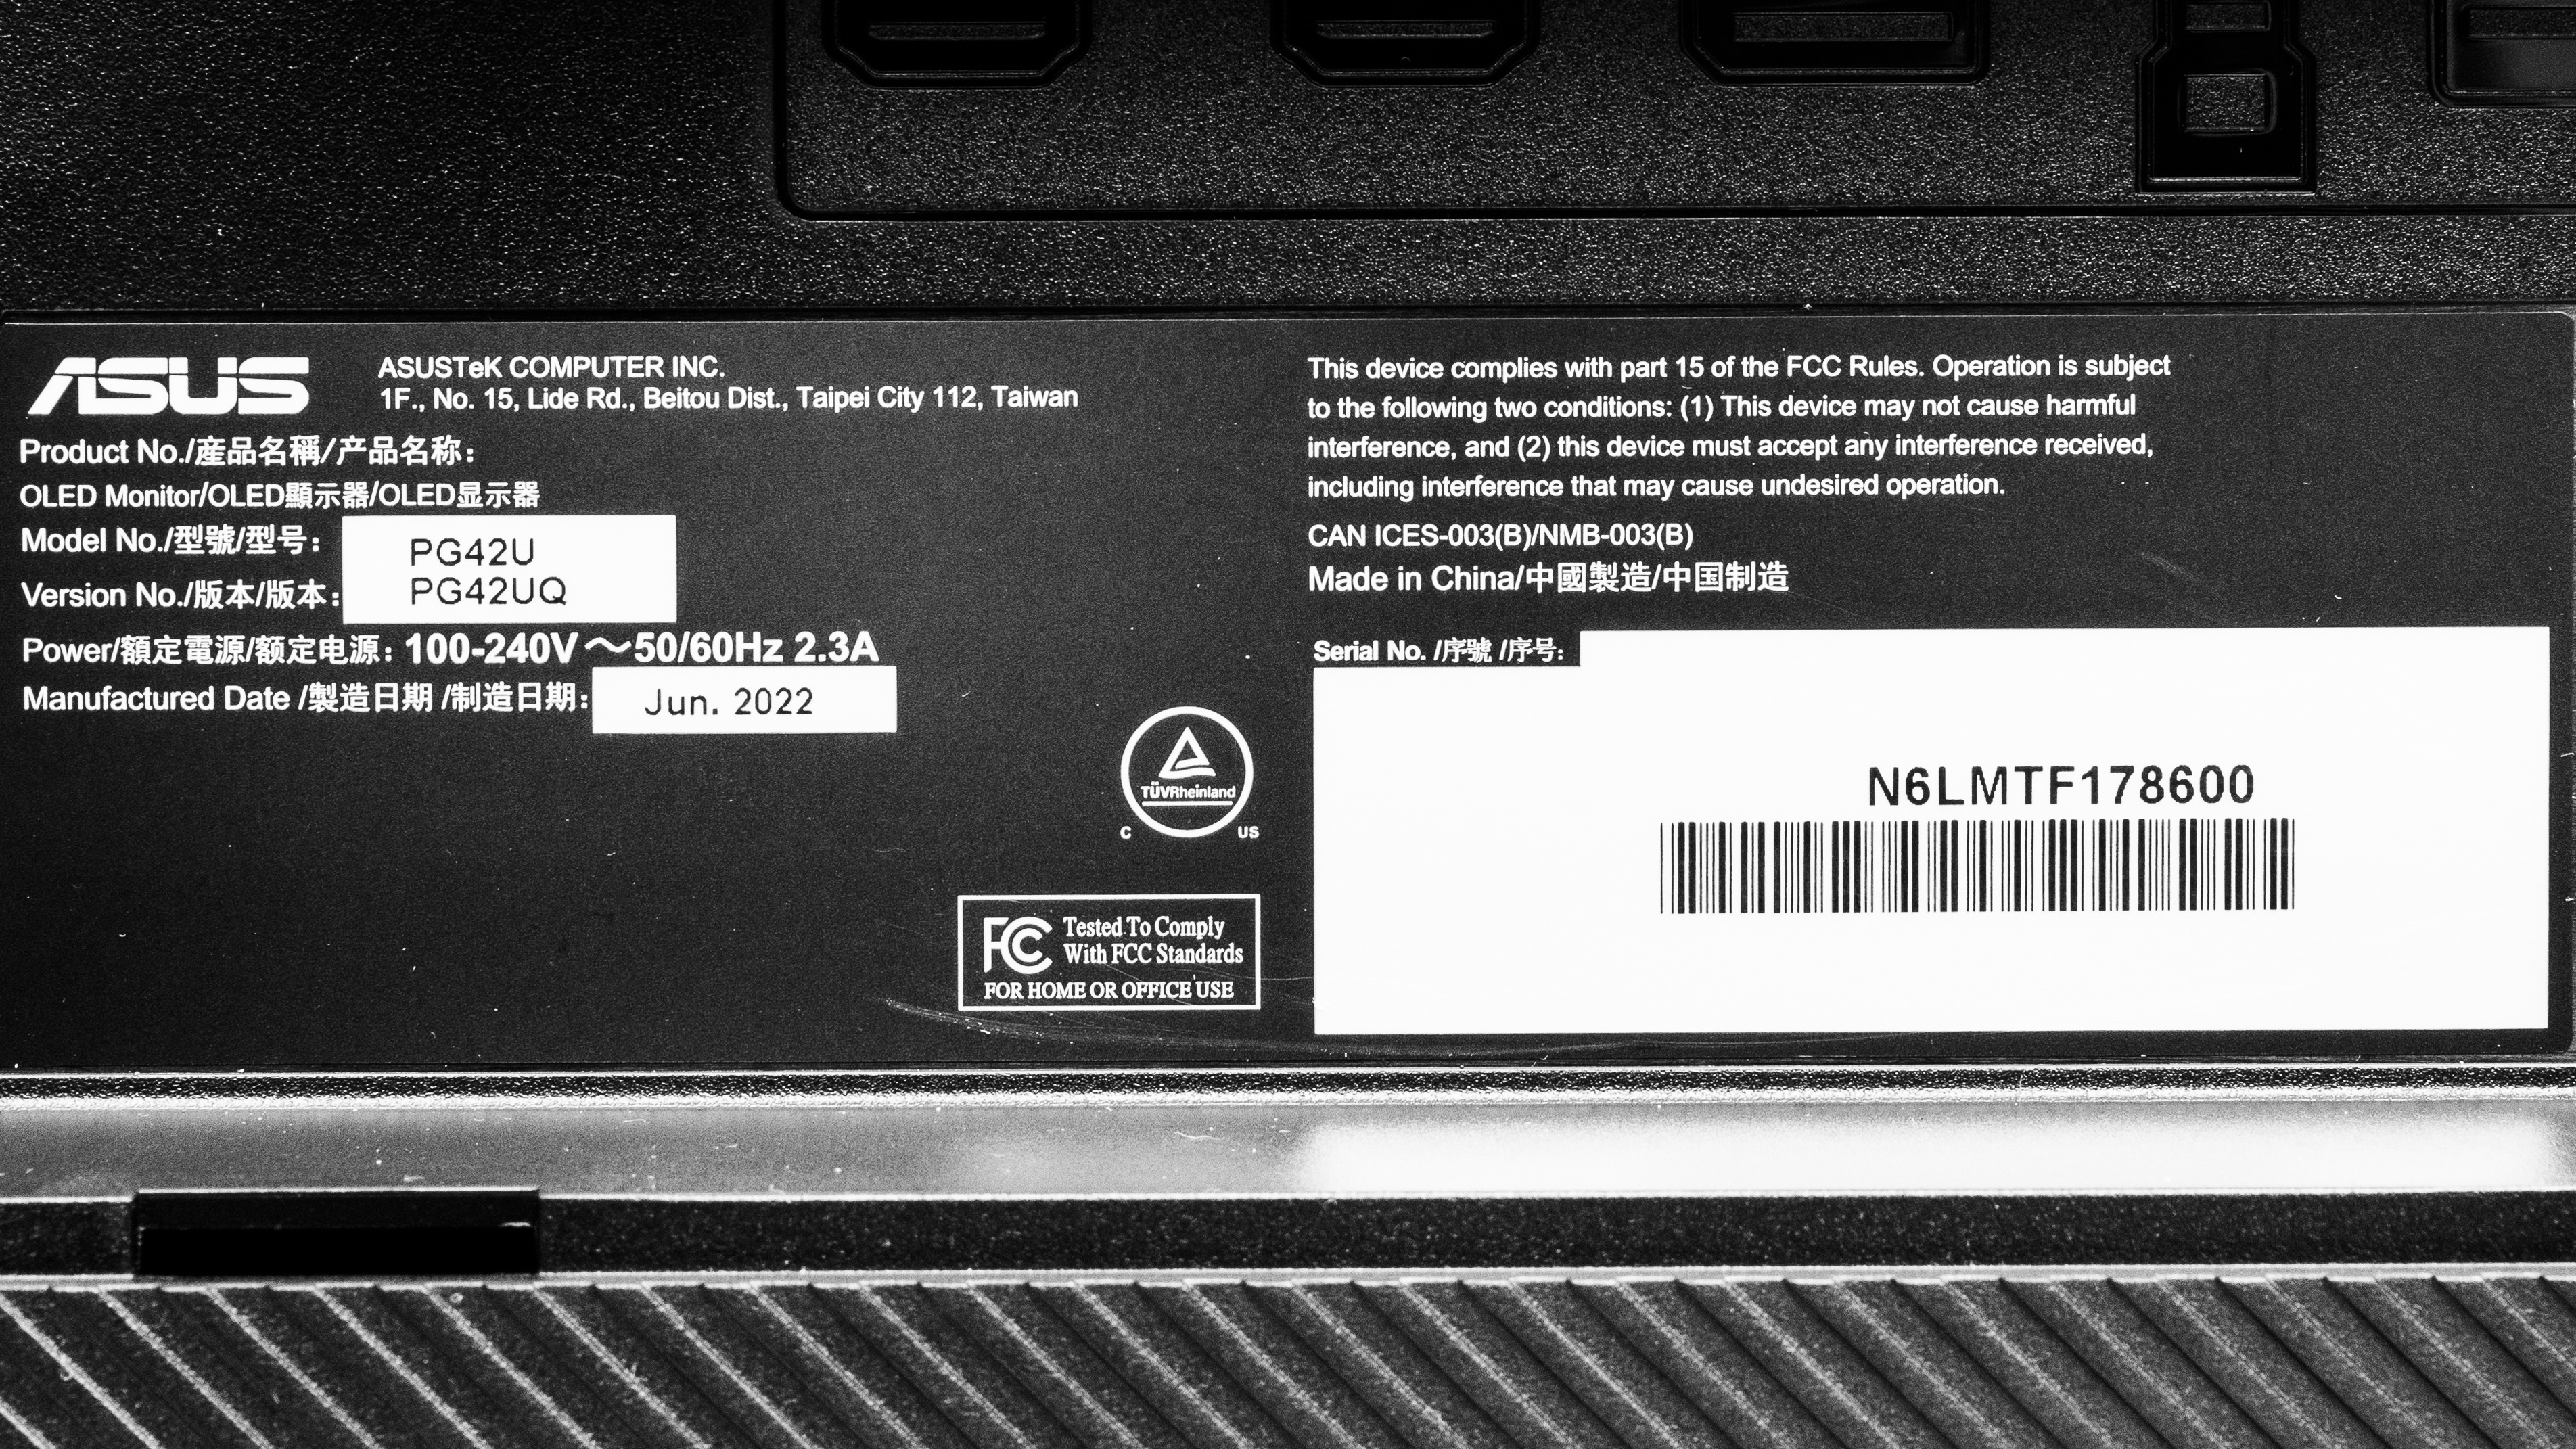 ASUS
ASUSTeK COMPUTER INC.
1F., No. 15, Lide Rd., Beitou Dist., Taipei City 112, Taiwan
Product No./產品名稱/产品名称:
OLED Monitor/OLED顯示器/OLED显示器
Model No./型號/型号: PG42U
Version No./版本/版本: PG42UQ
Power/額定電源/额定电源: 100-240V ~50/60Hz 2.3A
Manufactured Date /製造日期 /制造日期: Jun. 2022
TÜVRheinland
C US
FC Tested To Comply
With FCC Standards
FOR HOME OR OFFICE USE
This device complies with part 15 of the FCC Rules. Operation is subject
to the following two conditions: (1) This device may not cause harmful
interference, and (2) this device must accept any interference received,
including interference that may cause undesired operation.
CAN ICES-003(B)/NMB-003(B)
Made in China/中國製造/中国制造
Serial No. /序號 /序号:
N6LMTF178600